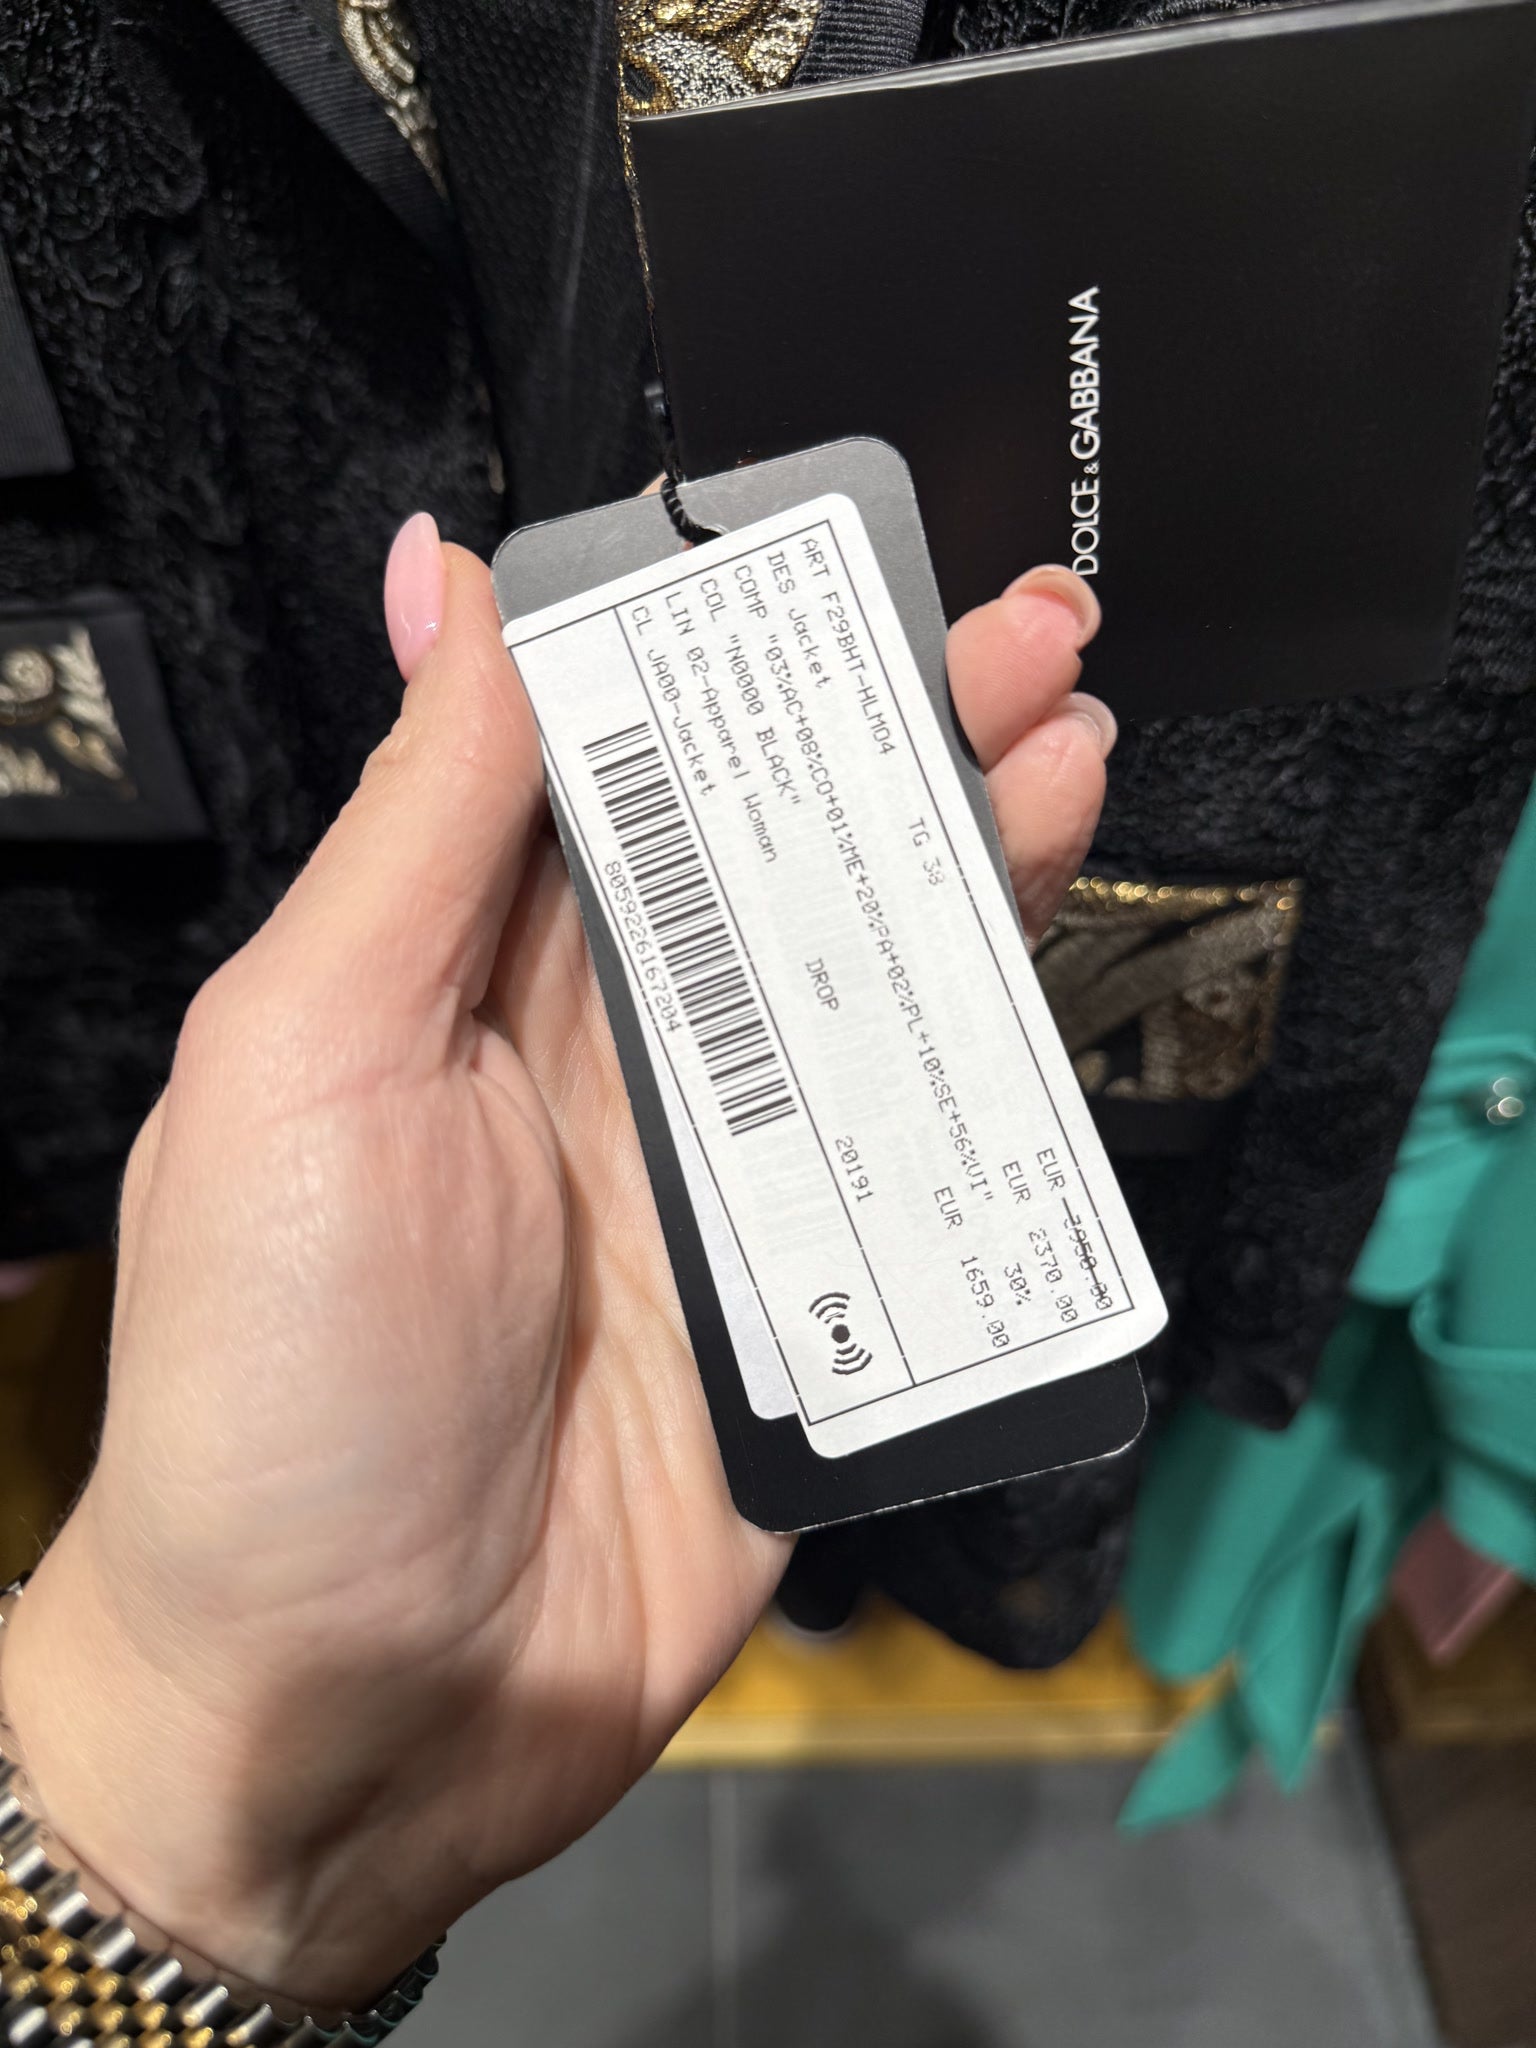 DOLCE & GABBANA
ART F29BHT-HLMD4 TG 38 EUR 3950.00
DES Jacket EUR 2370.00
COMP "03%AC+08%CO+01%ME+20%PA+02%PL+10%SE+56%VI" 30%
COL "N0000 BLACK" EUR 1659.00
LIN 02-Apparel Woman DROP 20191
CL JA00-Jacket
8059226167204